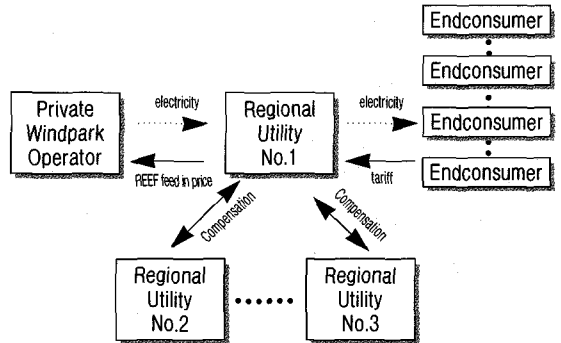 Endconsumer
Endconsumer
Private
Windpark
Operator
electricity
REEF feed in price
Regional
Utility
No.1
electricity
tariff
Endconsumer
Endconsumer
Compensation
Compensation
Regional
Utility
No.2
Regional
Utility
No.3